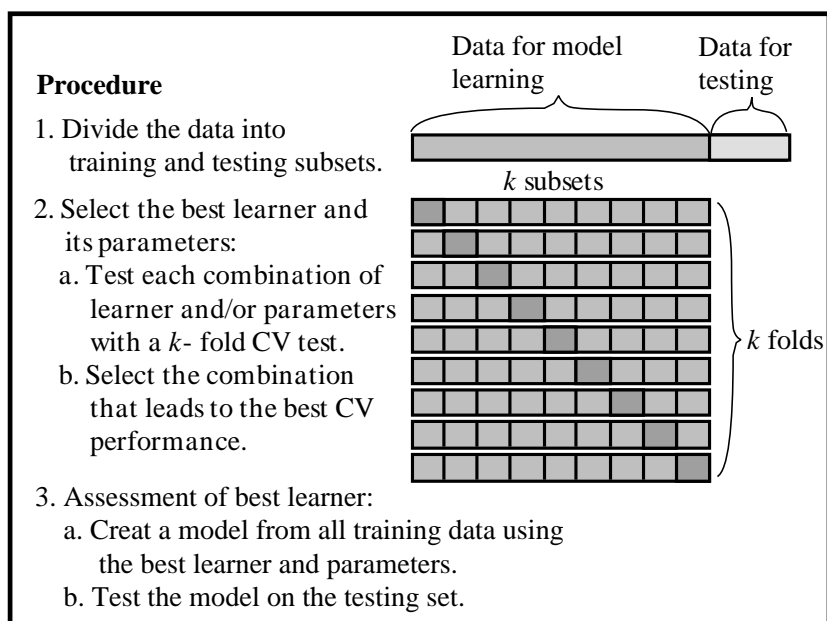 Data for model
learning
Data for
testing
Procedure
1. Divide the data into
training and testing subsets.
k subsets
2. Select the best learner and
its parameters:
a. Test each combination of
learner and/or parameters
with a k- fold CV test.
b. Select the combination
that leads to the best CV
performance.
k folds
3. Assessment of best learner:
a. Creat a model from all training data using
the best learner and parameters.
b. Test the model on the testing set.